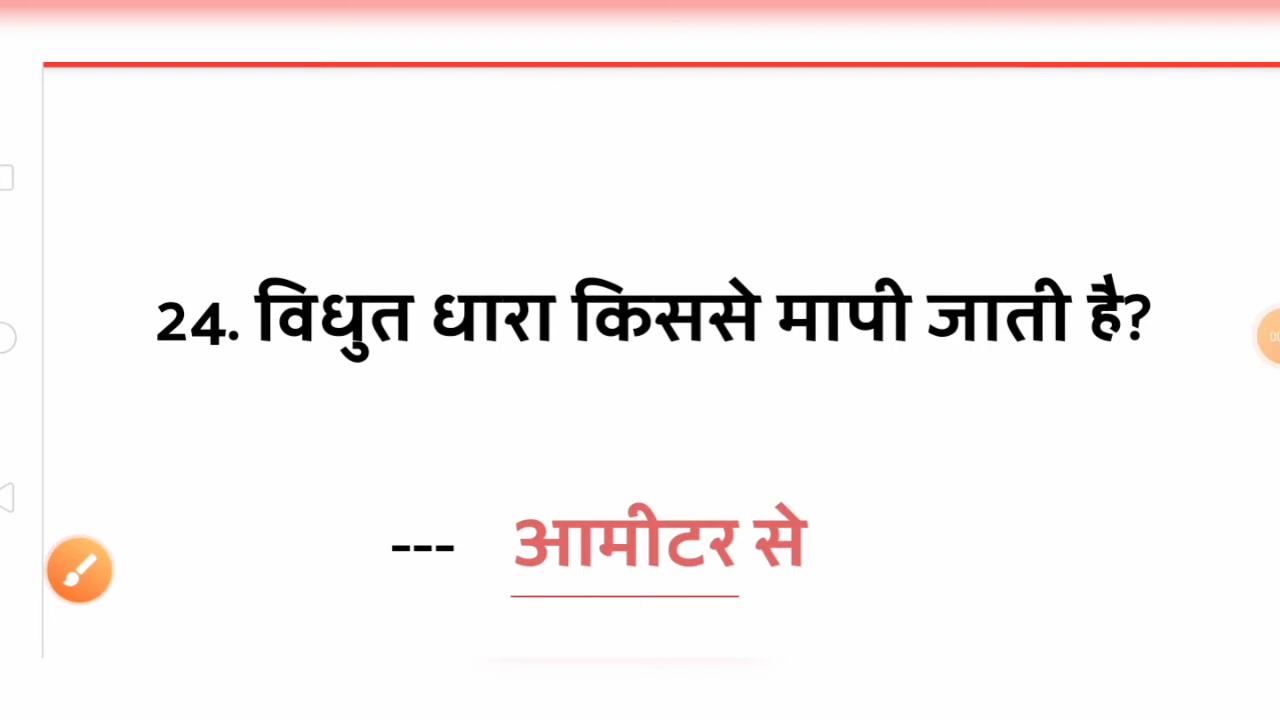 24. विधुत धारा किससे मापी जाती है?
--- आमीटर से